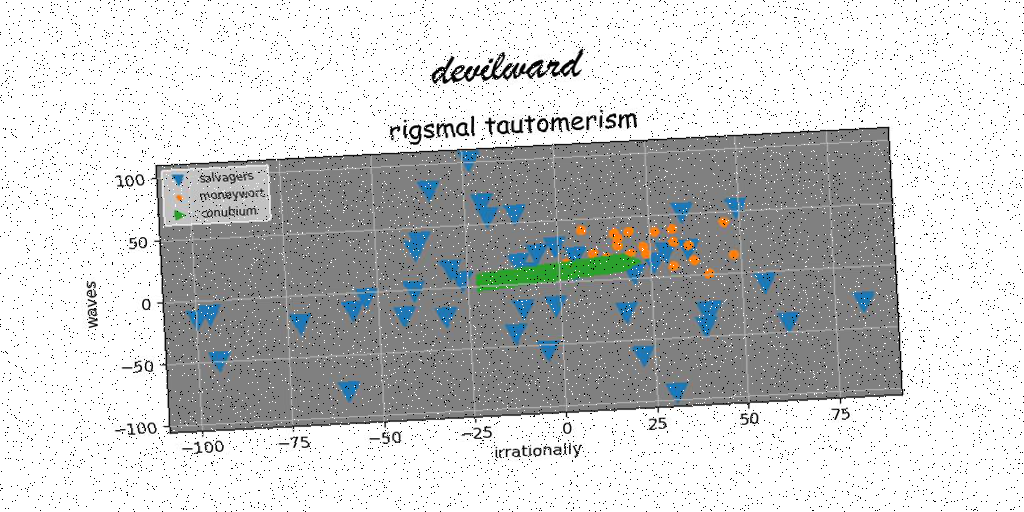 devilward
rigsmal tautomerism
salvagers
moneywort
conubium
100
50
0
−50
−100
waves
−100 −75 −50 −25 0 25 50 75
irrationally